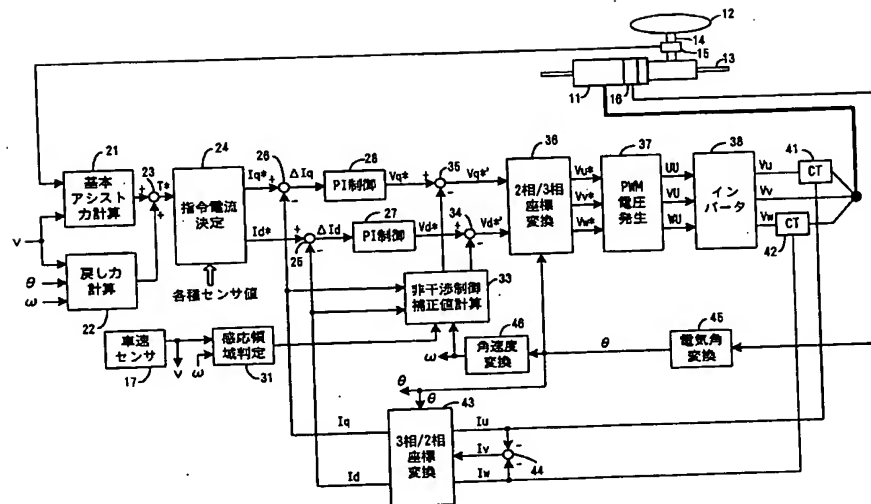 12
14
15
13
11
16
21
基本
アシスト
力計算
23
T*
24
指令電流
決定
各種センサ値
Iq*
26
ΔIq
28
PI制御
Vq*
35
Vq*'
Id*
25
ΔId
27
PI制御
Vd*
34
Vd*'
36
2相/3相
座標
変換
Vu*
Vv*
Vw*
37
PWM
電圧
発生
UU
VU
WU
38
イン
バータ
Vu
Vv
Vw
41
CT
CT
42
V
θ
ω
戻し力
計算
22
車速
センサ
17
V
ω
感応領
域判定
31
非干渉制御
補正値計算
33
ω
角速度
変換
46
θ
電気角
変換
45
θ
θ
43
3相/2相
座標
変換
Iq
Id
Iu
Iv
Iw
44
+
+
+
-
+
-
+
-
+
-
-
-